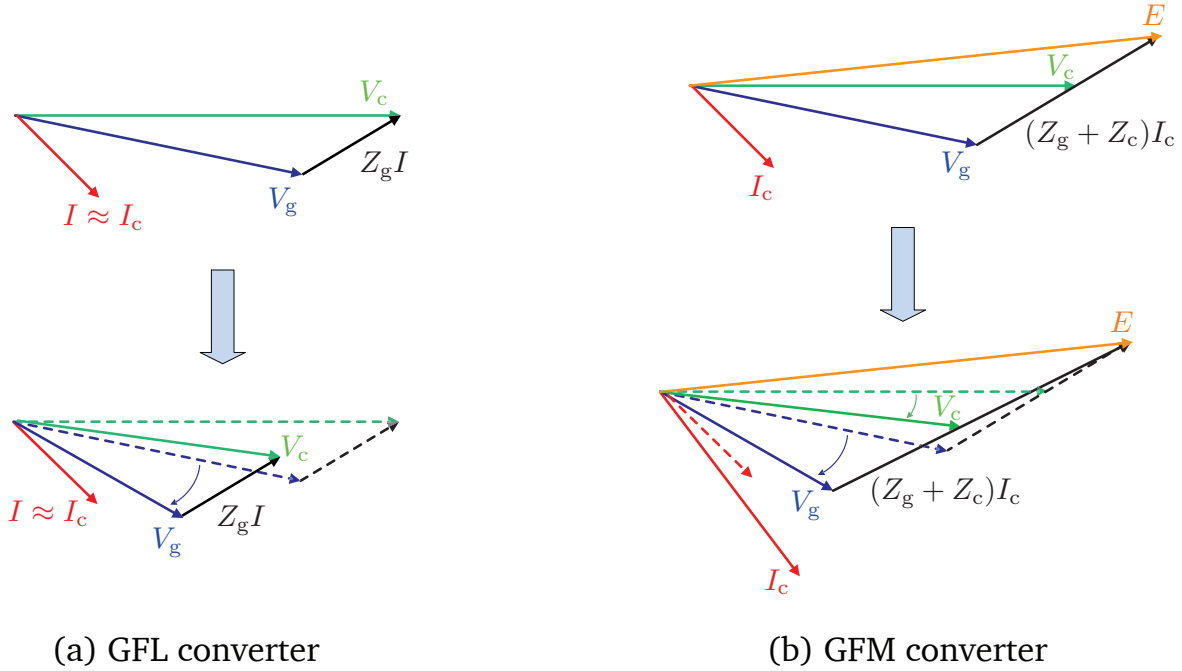 V_c
Z_g I
V_g
I ≈ I_c
V_c
Z_g I
V_g
I ≈ I_c
(a) GFL converter
E
V_c
(Z_g + Z_c)I_c
V_g
I_c
E
V_c
(Z_g + Z_c)I_c
V_g
I_c
(b) GFM converter